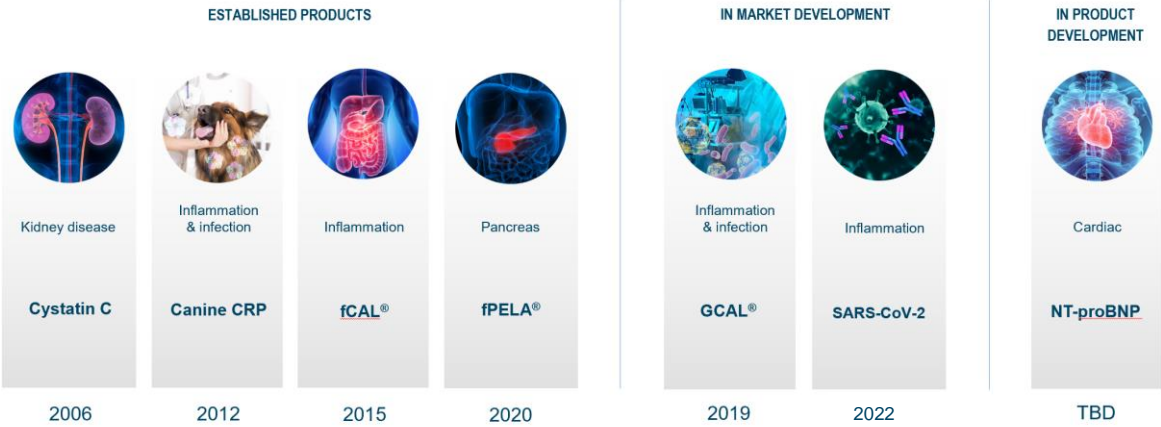 ESTABLISHED PRODUCTS
IN MARKET DEVELOPMENT
IN PRODUCT
DEVELOPMENT
Kidney disease
Inflammation
& infection
Inflammation
Pancreas
Inflammation
& infection
Inflammation
Cardiac
Cystatin C
Canine CRP
fCAL®
fPELA®
GCAL®
SARS-CoV-2
NT-proBNP
2006
2012
2015
2020
2019
2022
TBD